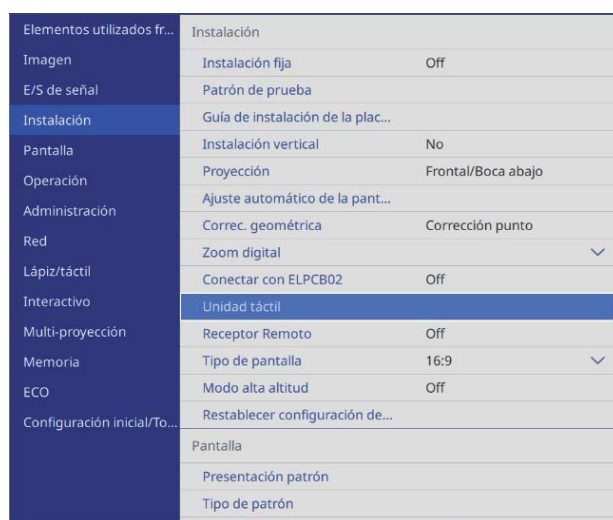 Elementos utilizados fr...
Imagen
E/S de señal
Instalación
Pantalla
Operación
Administración
Red
Lápiz/táctil
Interactivo
Multi-proyección
Memoria
ECO
Configuración inicial/To...
Instalación
Instalación fija Off
Patrón de prueba
Guía de instalación de la plac...
Instalación vertical No
Proyección Frontal/Boca abajo
Ajuste automático de la pant...
Correc. geométrica Corrección punto
Zoom digital
Conectar con ELPCB02 Off
Unidad táctil
Receptor Remoto Off
Tipo de pantalla 16:9
Modo alta altitud Off
Restablecer configuración de...
Pantalla
Presentación patrón
Tipo de patrón